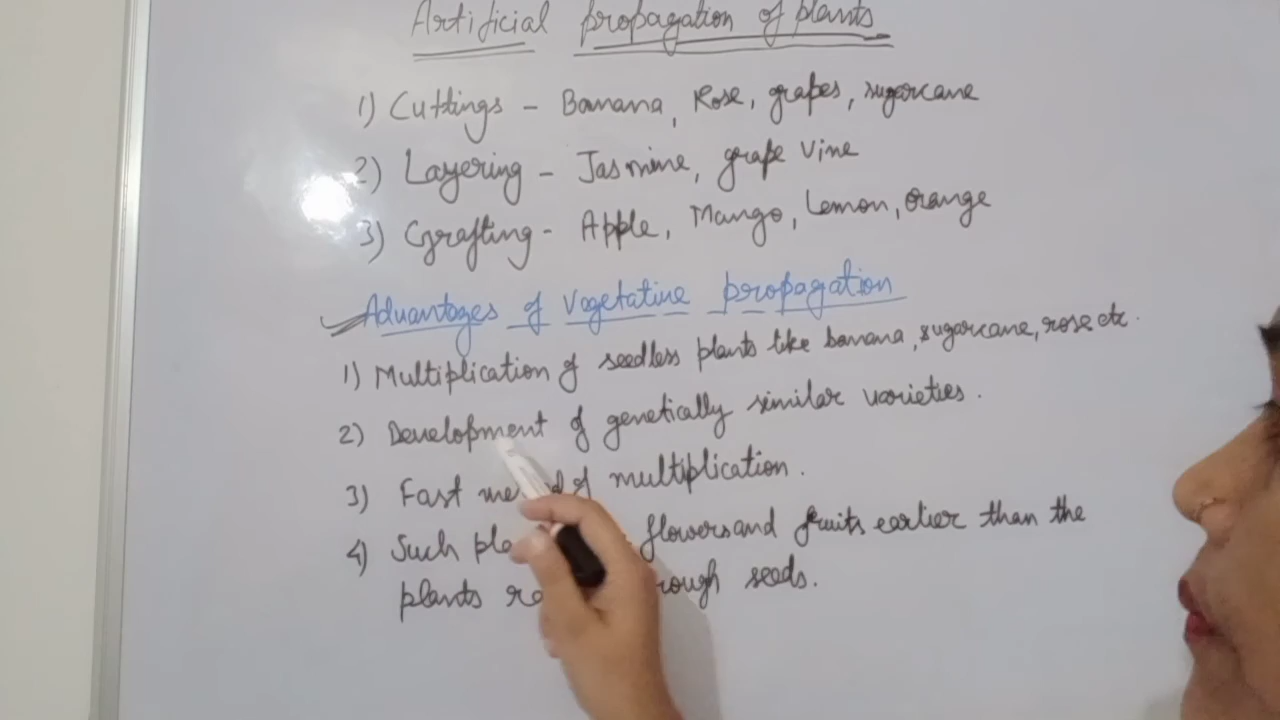 Artificial propagation of plants
1) Cuttings - Banana, Rose, grapes, sugarcane
2) Layering - Jasmine, grape vine
3) Grafting - Apple, Mango, Lemon, Orange
Advantages of Vegetative propagation
1) Multiplication of seedless plants like banana, sugarcane, rose etc.
2) Development of genetically similar varieties.
3) Fast of multiplication.
4) Such flowers and fruits earlier than the
plants seeds.